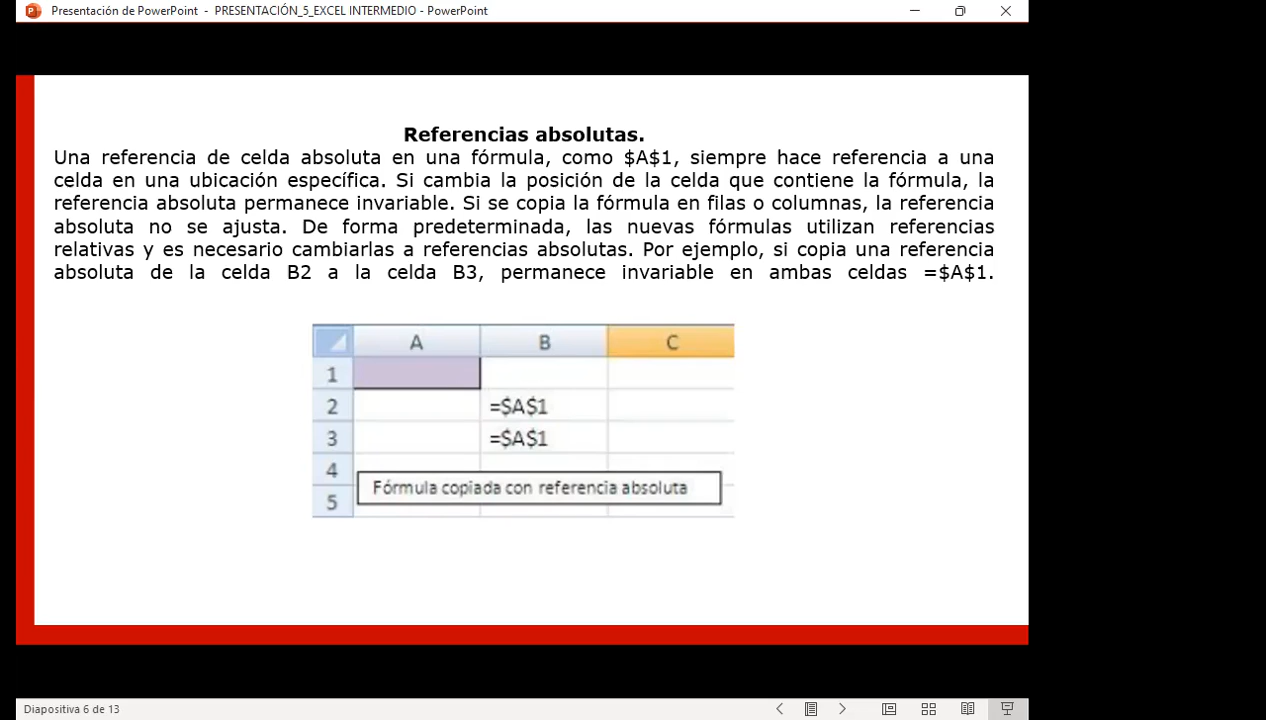 Presentación de PowerPoint - PRESENTACIÓN_5_EXCEL INTERMEDIO - PowerPoint
Referencias absolutas.
Una referencia de celda absoluta en una fórmula, como $A$1, siempre hace referencia a una
celda en una ubicación específica. Si cambia la posición de la celda que contiene la fórmula, la
referencia absoluta permanece invariable. Si se copia la fórmula en filas o columnas, la referencia
absoluta no se ajusta. De forma predeterminada, las nuevas fórmulas utilizan referencias
relativas y es necesario cambiarlas a referencias absolutas. Por ejemplo, si copia una referencia
absoluta de la celda B2 a la celda B3, permanece invariable en ambas celdas =$A$1.
A B C
1
2 =$A$1
3 =$A$1
4
Fórmula copiada con referencia absoluta
5
Diapositiva 6 de 13